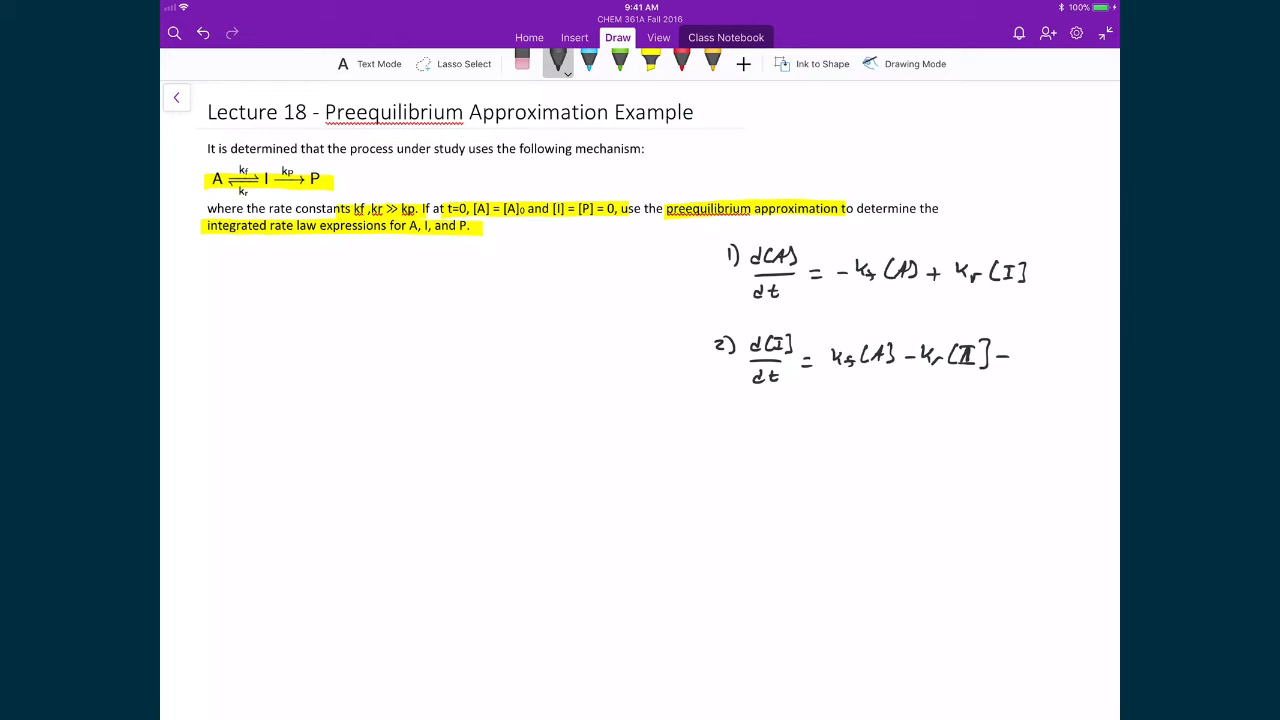 9:41 AM
100%
CHEM 361A Fall 2016
Home Insert Draw View Class Notebook
A Text Mode Lasso Select Ink to Shape Drawing Mode
Lecture 18 - Preequilibrium Approximation Example
It is determined that the process under study uses the following mechanism:
kf kp
A ⇌ I → P
kr
where the rate constants kf ,kr ≫ kp. If at t=0, [A] = [A]₀ and [I] = [P] = 0, use the preequilibrium approximation to determine the
integrated rate law expressions for A, I, and P.
1) d[A]/dt = -kf [A] + kr [I]
2) d[I]/dt = kf [A] - kr [I] -